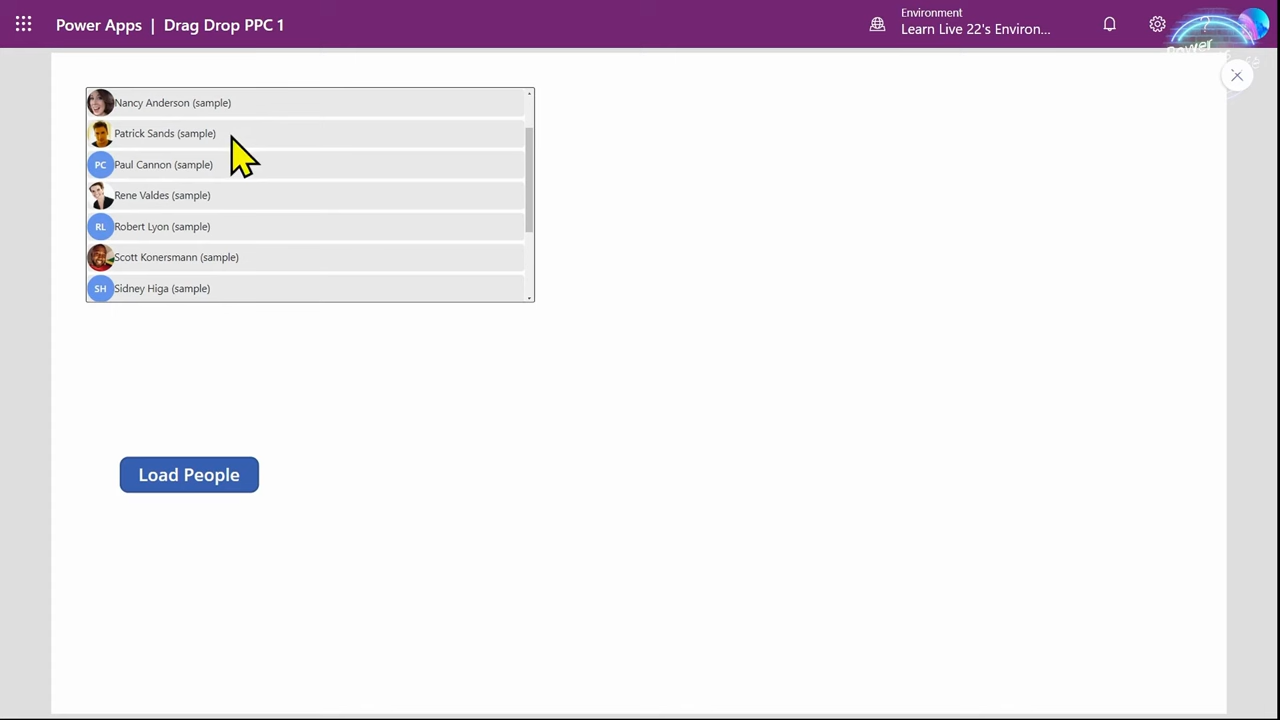 Power Apps | Drag Drop PPC 1
Environment
Learn Live 22's Environ...
Power
Nancy Anderson (sample)
Patrick Sands (sample)
PC Paul Cannon (sample)
Rene Valdes (sample)
RL Robert Lyon (sample)
Scott Konersmann (sample)
SH Sidney Higa (sample)
Load People